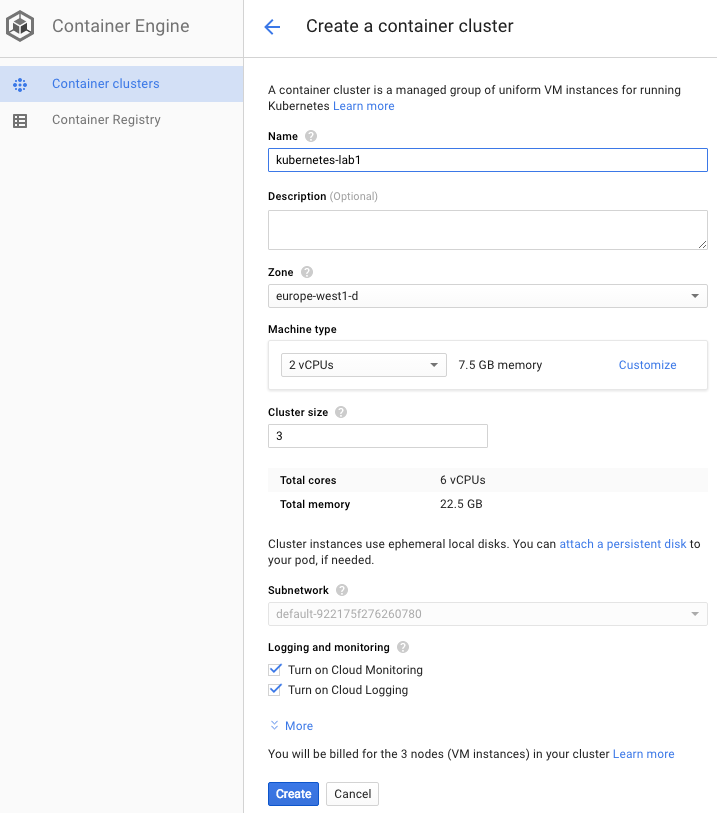 Container Engine
Container clusters
Container Registry
Create a container cluster
A container cluster is a managed group of uniform VM instances for running
Kubernetes Learn more
Name ?
kubernetes-lab1
Description (Optional)
Zone ?
europe-west1-d
Machine type
2 vCPUs 7.5 GB memory Customize
Cluster size ?
3
Total cores 6 vCPUs
Total memory 22.5 GB
Cluster instances use ephemeral local disks. You can attach a persistent disk to
your pod, if needed.
Subnetwork ?
default-922175f276260780
Logging and monitoring ?
Turn on Cloud Monitoring
Turn on Cloud Logging
More
You will be billed for the 3 nodes (VM instances) in your cluster Learn more
Create Cancel